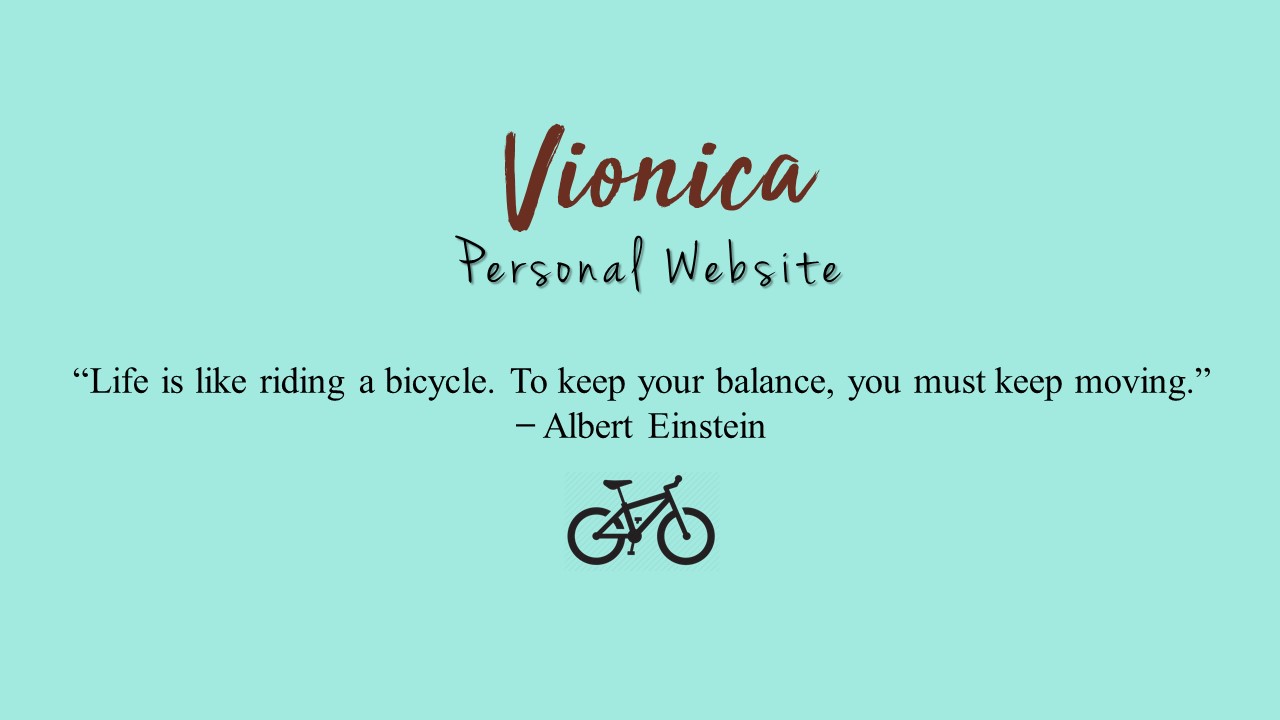 Vionica
Personal Website
“Life is like riding a bicycle. To keep your balance, you must keep moving.”
– Albert Einstein